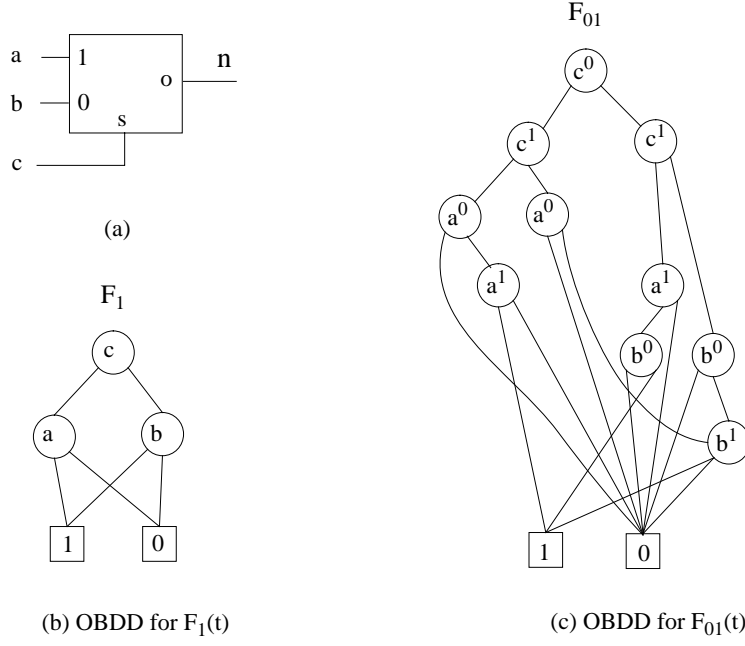 a
1
b
0
s
o
n
c
(a)
F₁
c
a
b
1
0
(b) OBDD for F₁(t)
F₀₁
c⁰
c¹
c¹
a⁰
a⁰
a¹
a¹
b⁰
b⁰
b¹
1
0
(c) OBDD for F₀₁(t)